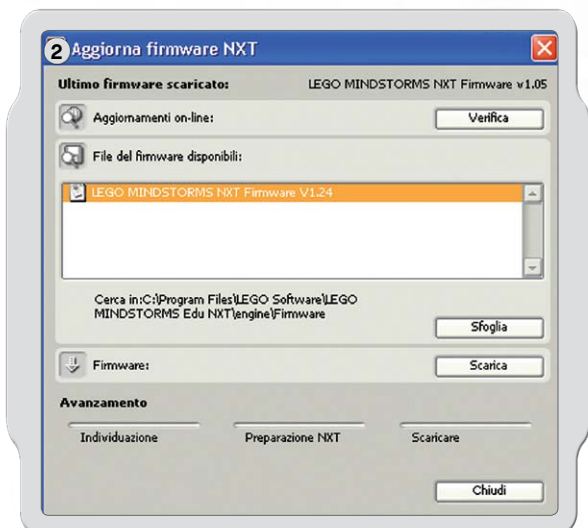 2 Aggiorna firmware NXT
Ultimo firmware scaricato: LEGO MINDSTORMS NXT Firmware v1.05
Aggiornamenti on-line: Verifica
File del firmware disponibili:
LEGO MINDSTORMS NXT Firmware V1.24
Cerca in:C:\Program Files\LEGO Software\LEGO
MINDSTORMS Edu NXT\engine\Firmware
Sfoglia
Firmware: Scarica
Avanzamento
Individuazione Preparazione NXT Scaricare
Chiudi